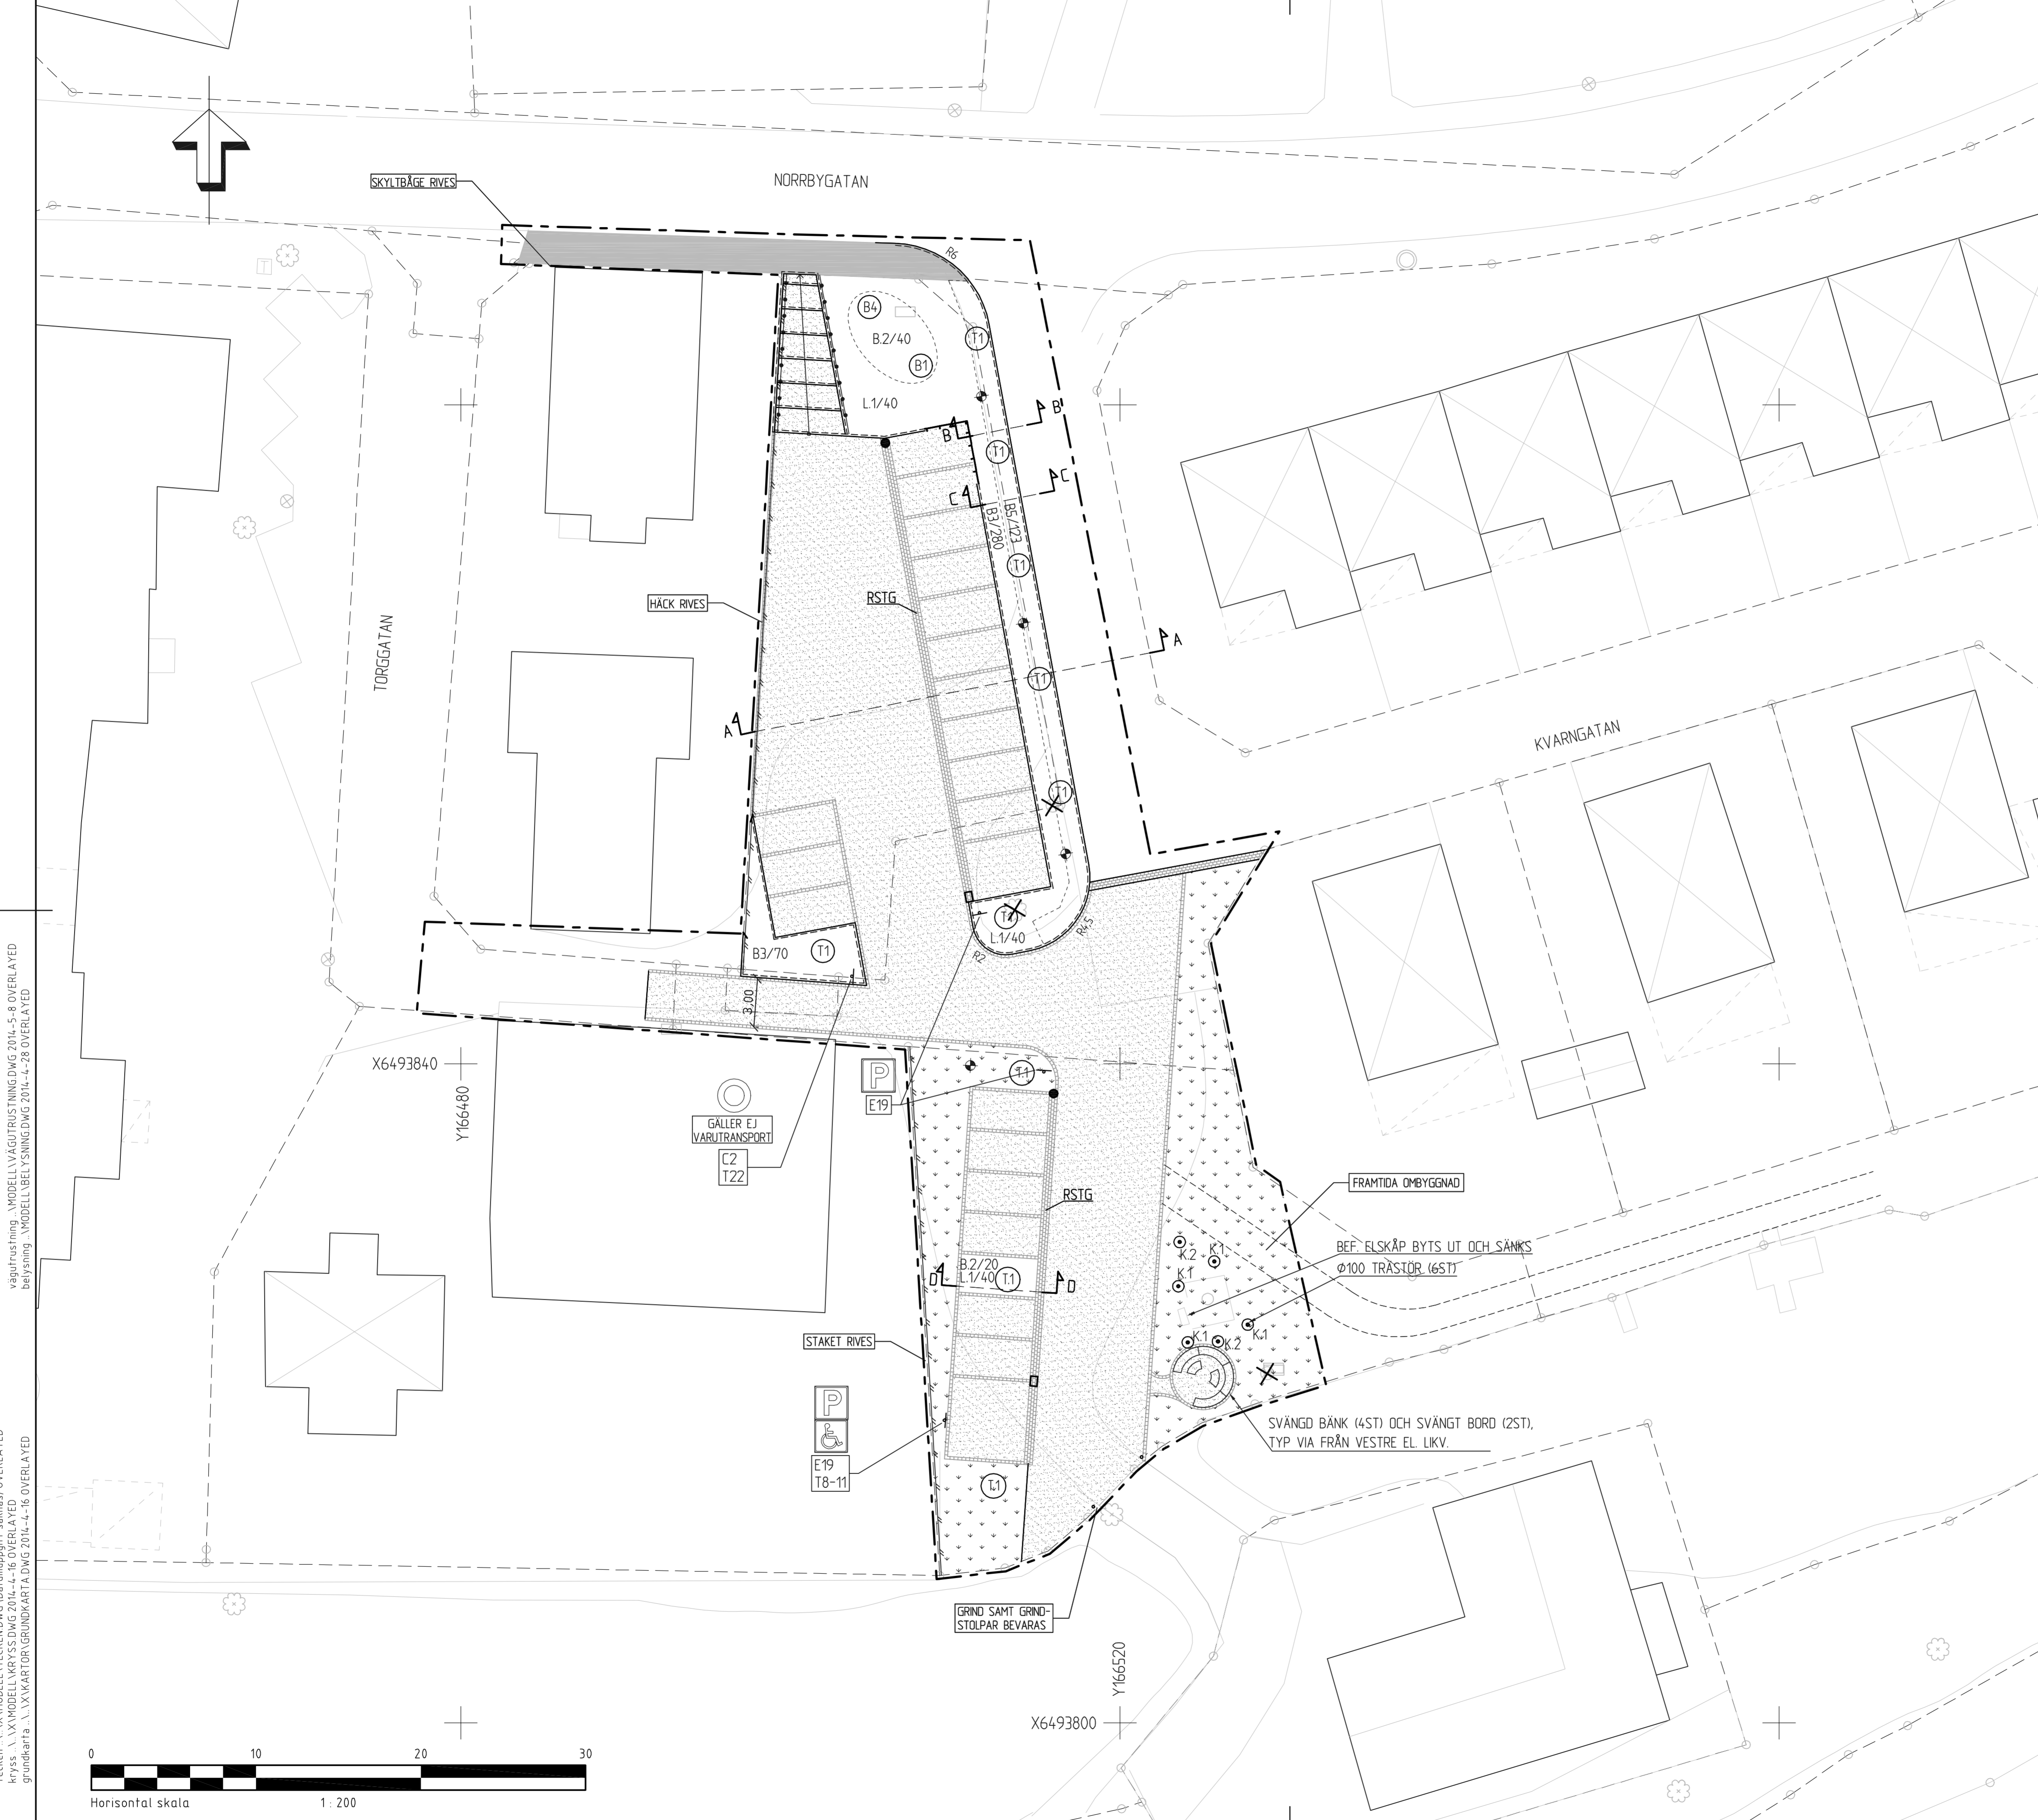 NORRBYGATAN
SKYLTBÅGE RIVES
R6
B4
B.2/40
B1
T1
L.1/40
B
B
T1
C
C
B3/280
B5/123
T1
HÄCK RIVES
RSTG
TORGGATAN
A
A
T1
KVARNGATAN
T1
T1
L.1/40
R4,5
R2
B3/70
T1
3,00
X6493840
Y166480
P
E19
T.1
GÄLLER EJ
VARUTRANSPORT
C2
T22
RSTG
FRAMTIDA OMBYGGNAD
BEF. ELSKÅP BYTS UT OCH SÄNKS
Ø100 TRÄSTÖR (6ST)
K.2
K.1
K.1
K.1
K.1
K.2
B.2/20
L.1/40
T.1
D
D
STAKET RIVES
P
E19
T8-11
SVÄNGD BÄNK (4ST) OCH SVÄNGT BORD (2ST),
TYP VIA FRÅN VESTRE EL. LIKV.
T.1
GRIND SAMT GRIND-
STOLPAR BEVARAS
Y166520
X6493800
0 10 20 30
Horisontal skala 1 : 200
vägutrustning...\MODELL\VÄGUTRUSTNING.DWG 2014-5-8 OVERLAYED
belysning...\MODELL\BELYSNING.DWG 2014-4-28 OVERLAYED
kryss...\..\X\MODELL\KRYSS.DWG 2014-4-16 OVERLAYED
grundkarta...\..\X\KARTOR\GRUNDKARTA.DWG 2014-4-16 OVERLAYED